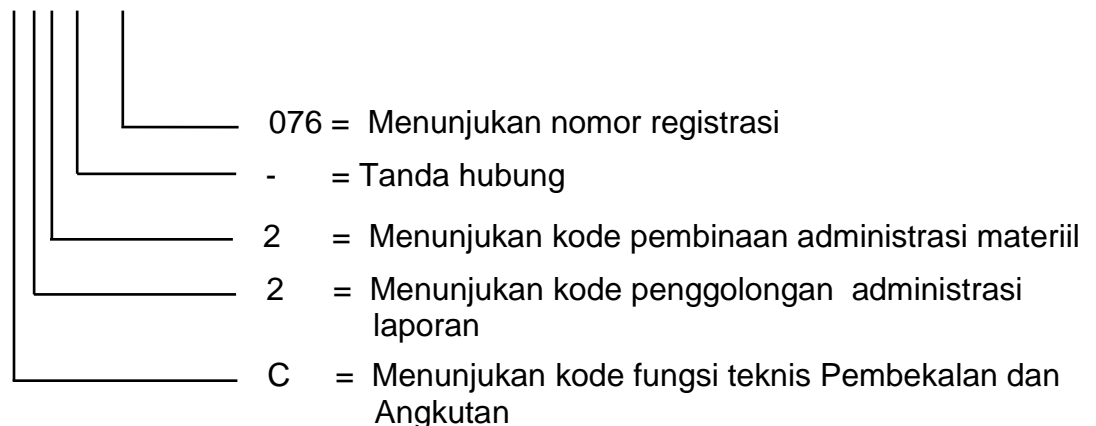 076 = Menunjukan nomor registrasi
- = Tanda hubung
2 = Menunjukan kode pembinaan administrasi materiil
2 = Menunjukan kode penggolongan administrasi
laporan
C = Menunjukan kode fungsi teknis Pembekalan dan
Angkutan